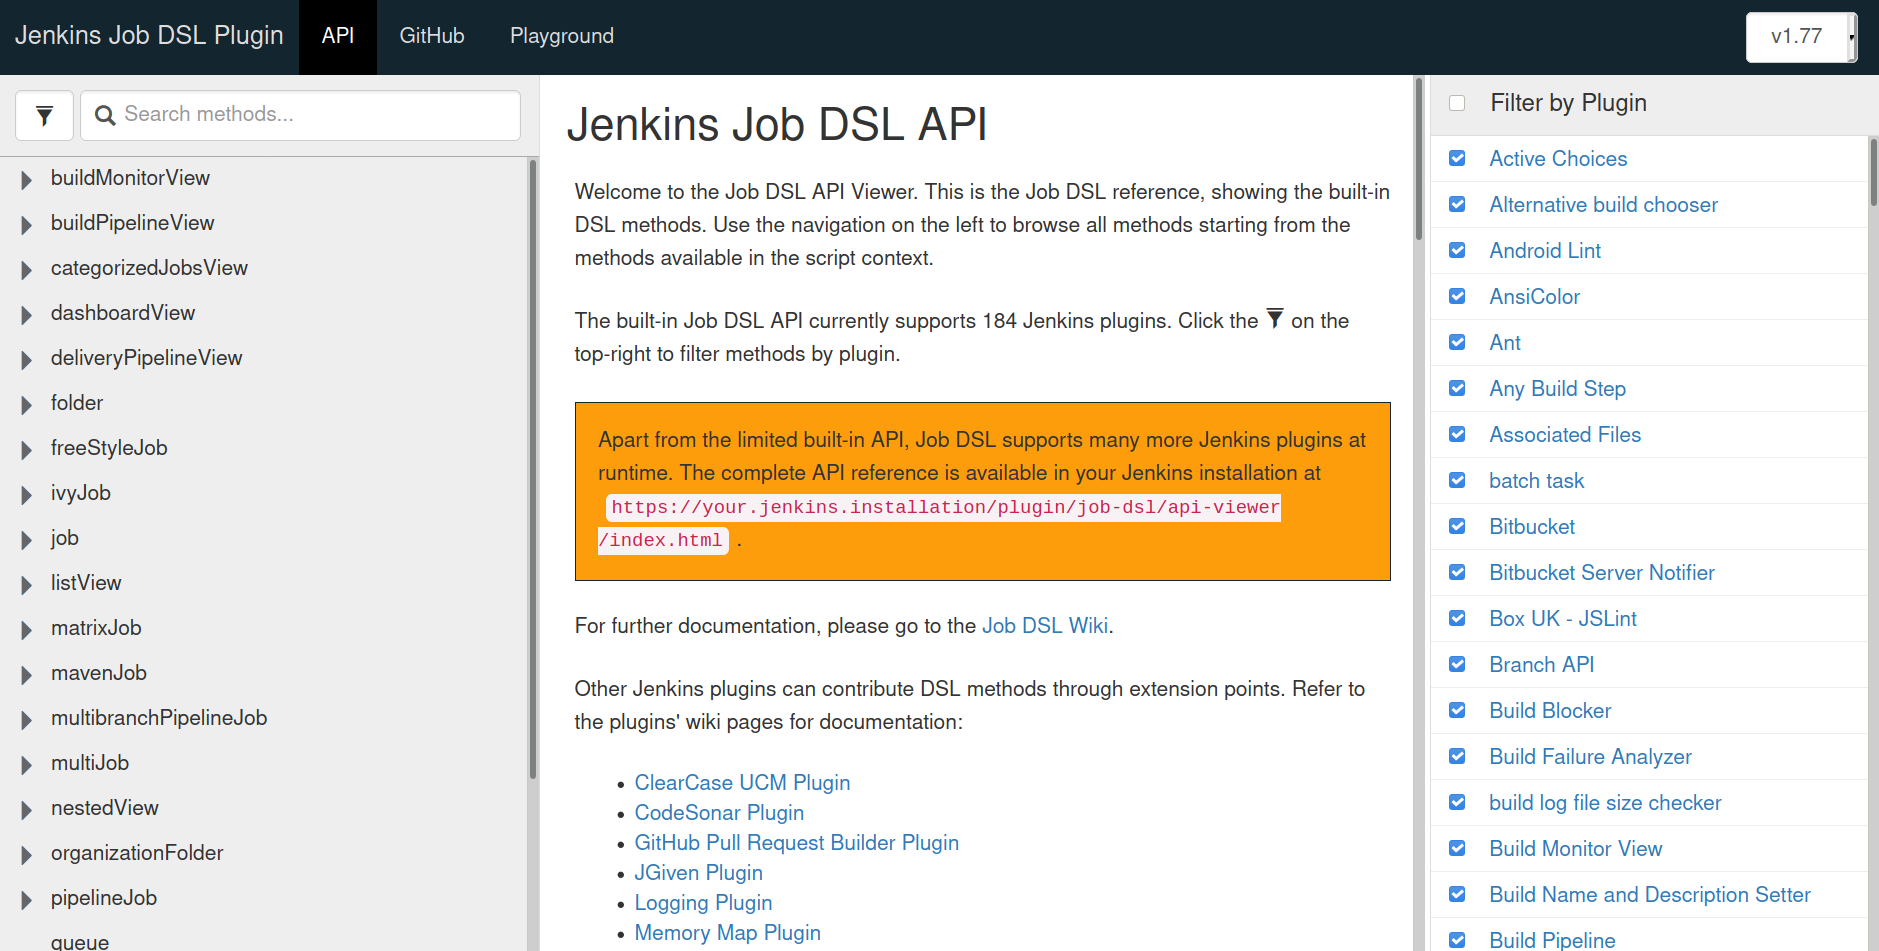 Jenkins Job DSL Plugin
API
GitHub
Playground
v1.77
Search methods...
buildMonitorView
buildPipelineView
categorizedJobsView
dashboardView
deliveryPipelineView
folder
freeStyleJob
ivyJob
job
listView
matrixJob
mavenJob
multibranchPipelineJob
multiJob
nestedView
organizationFolder
pipelineJob
queue
Jenkins Job DSL API
Welcome to the Job DSL API Viewer. This is the Job DSL reference, showing the built-in
DSL methods. Use the navigation on the left to browse all methods starting from the
methods available in the script context.
The built-in Job DSL API currently supports 184 Jenkins plugins. Click the on the
top-right to filter methods by plugin.
Apart from the limited built-in API, Job DSL supports many more Jenkins plugins at
runtime. The complete API reference is available in your Jenkins installation at
https://your.jenkins.installation/plugin/job-dsl/api-viewer
/index.html .
For further documentation, please go to the Job DSL Wiki.
Other Jenkins plugins can contribute DSL methods through extension points. Refer to
the plugins' wiki pages for documentation:
• ClearCase UCM Plugin
• CodeSonar Plugin
• GitHub Pull Request Builder Plugin
• JGiven Plugin
• Logging Plugin
• Memory Map Plugin
Filter by Plugin
Active Choices
Alternative build chooser
Android Lint
AnsiColor
Ant
Any Build Step
Associated Files
batch task
Bitbucket
Bitbucket Server Notifier
Box UK - JSLint
Branch API
Build Blocker
Build Failure Analyzer
build log file size checker
Build Monitor View
Build Name and Description Setter
Build Pipeline